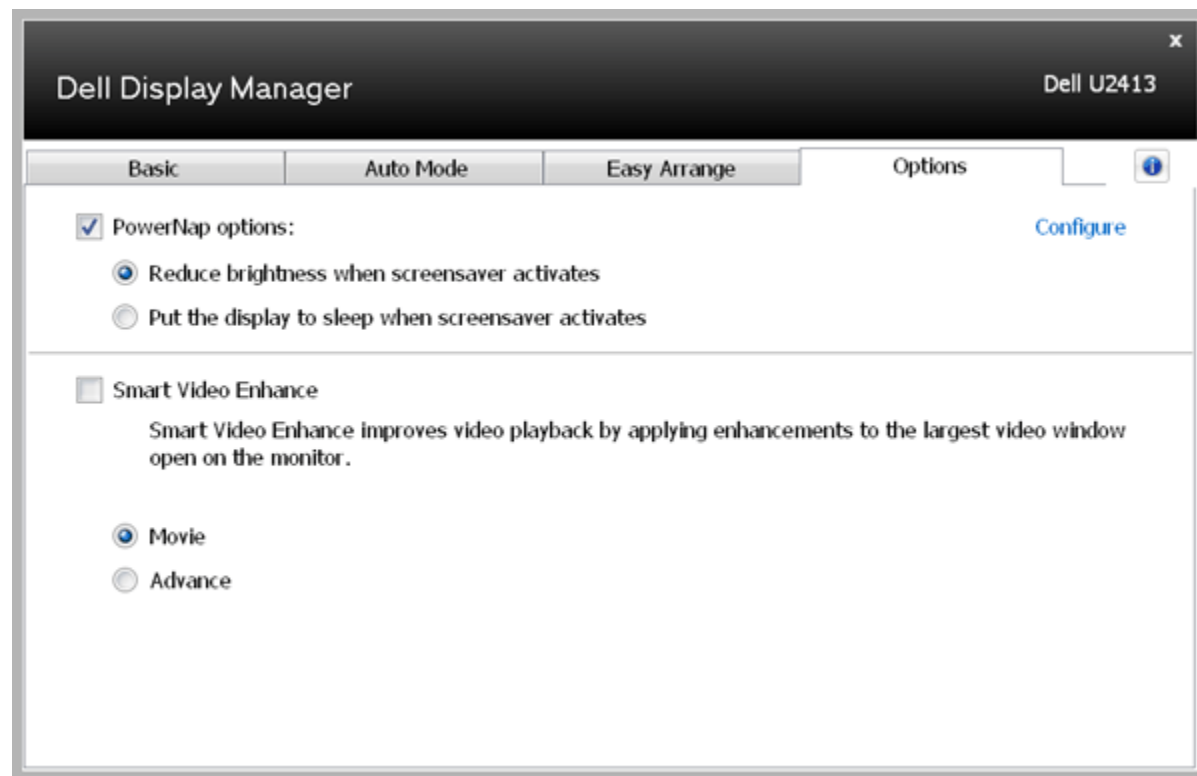 x
Dell Display Manager
Dell U2413
Basic
Auto Mode
Easy Arrange
Options
i
PowerNap options:
Configure
Reduce brightness when screensaver activates
Put the display to sleep when screensaver activates
Smart Video Enhance
Smart Video Enhance improves video playback by applying enhancements to the largest video window
open on the monitor.
Movie
Advance